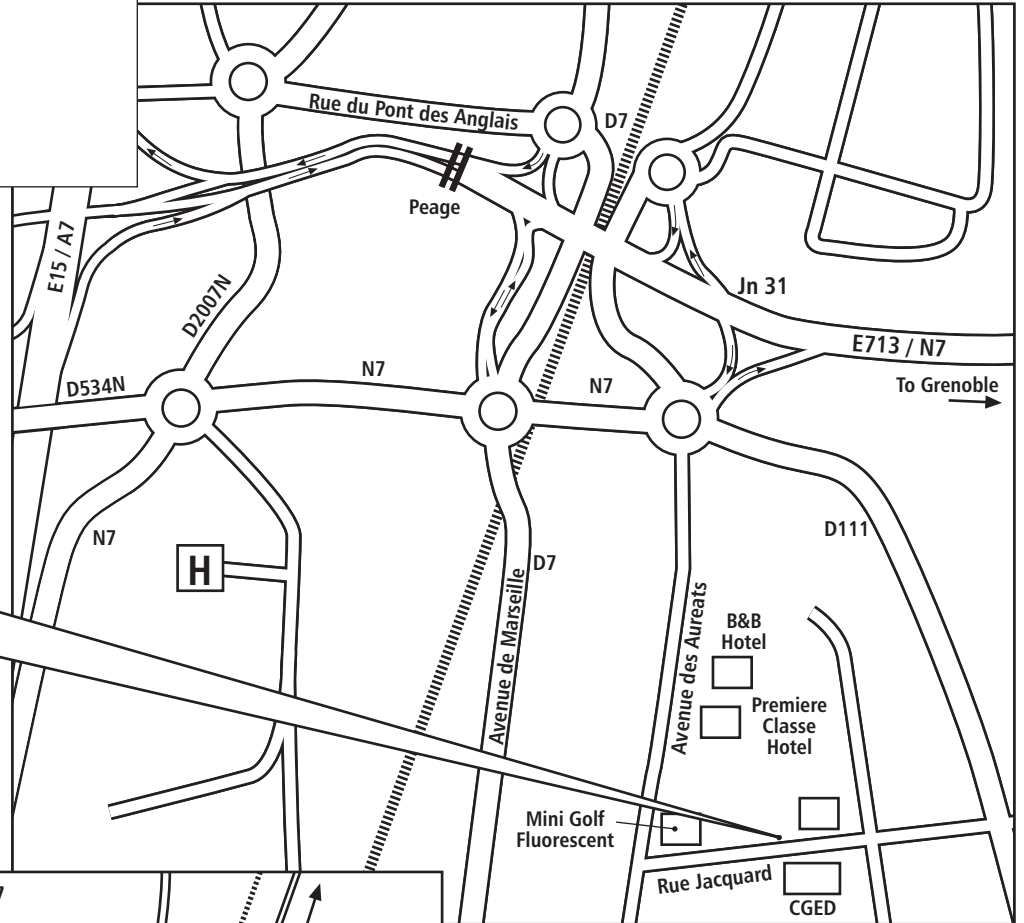 Rue du Pont des Anglais
D7
Peage
E15 / A7
D2007N
Jn 31
E713 / N7
To Grenoble
D534N
N7
N7
N7
H
D7
D111
Avenue de Marseille
Avenue des Aureats
B&B
Hotel
Premiere
Classe
Hotel
Mini Golf
Fluorescent
Rue Jacquard
CGED